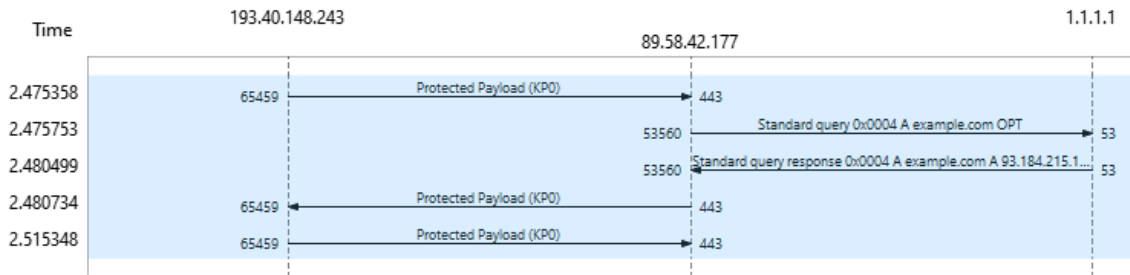 193.40.148.243 1.1.1.1
Time
89.58.42.177
2.475358 65459 Protected Payload (KP0) 443
2.475753 53560 Standard query 0x0004 A example.com OPT 53
2.480499 53560 Standard query response 0x0004 A example.com A 93.184.215.1... 53
2.480734 65459 Protected Payload (KP0) 443
2.515348 65459 Protected Payload (KP0) 443